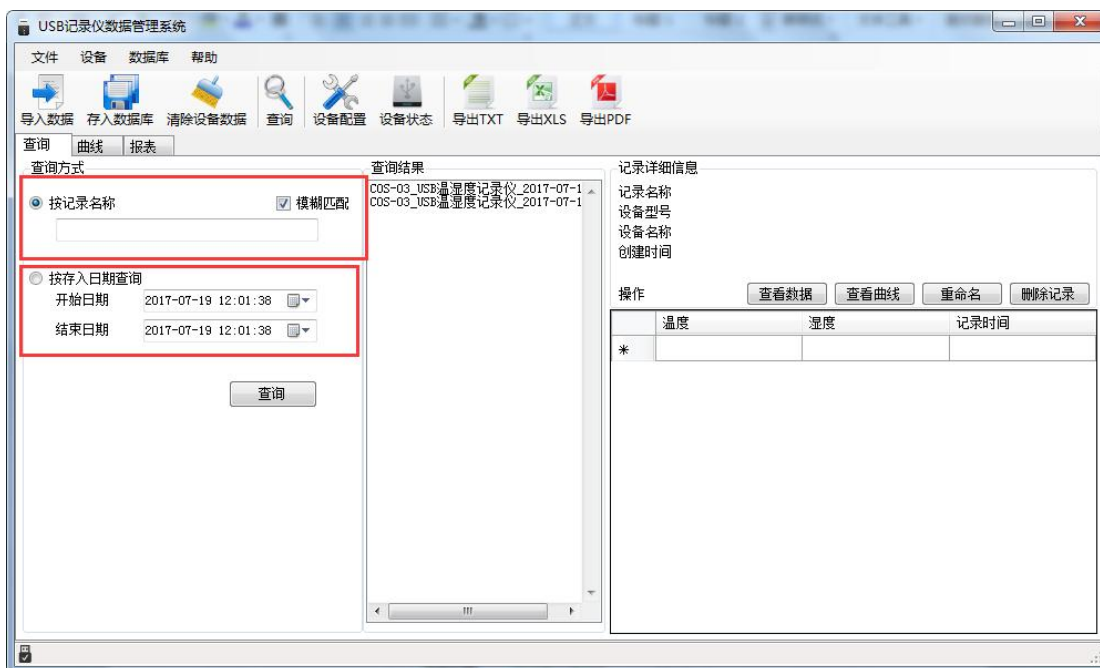 USB记录仪数据管理系统
文件 设备 数据库 帮助
导入数据 存入数据库 清除设备数据 查询 设备配置 设备状态 导出TXT 导出XLS 导出PDF
查询 曲线 报表
查询方式
按记录名称 模糊匹配
按存入日期查询
开始日期 2017-07-19 12:01:38
结束日期 2017-07-19 12:01:38
查询
查询结果
COS-03_USB温湿度记录仪_2017-07-1
COS-03_USB温湿度记录仪_2017-07-1
记录详细信息
记录名称
设备型号
设备名称
创建时间
操作 查看数据 查看曲线 重命名 删除记录
温度 湿度 记录时间
*